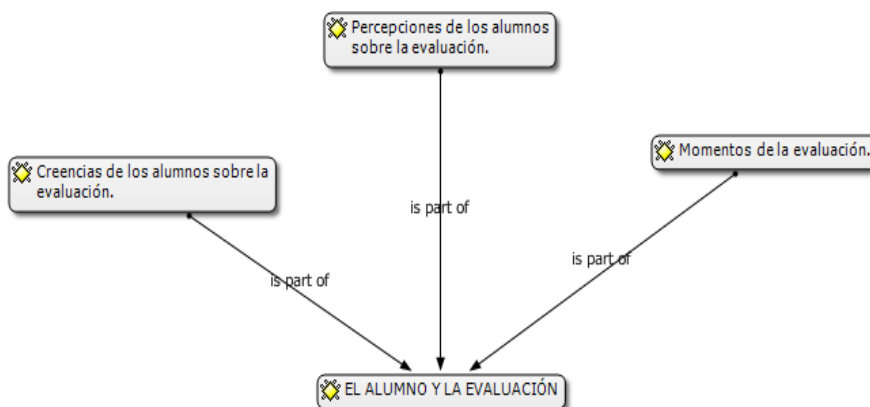 Percepciones de los alumnos
sobre la evaluación.
Creencias de los alumnos sobre la
evaluación.
Momentos de la evaluación.
is part of
is part of
is part of
EL ALUMNO Y LA EVALUACIÓN